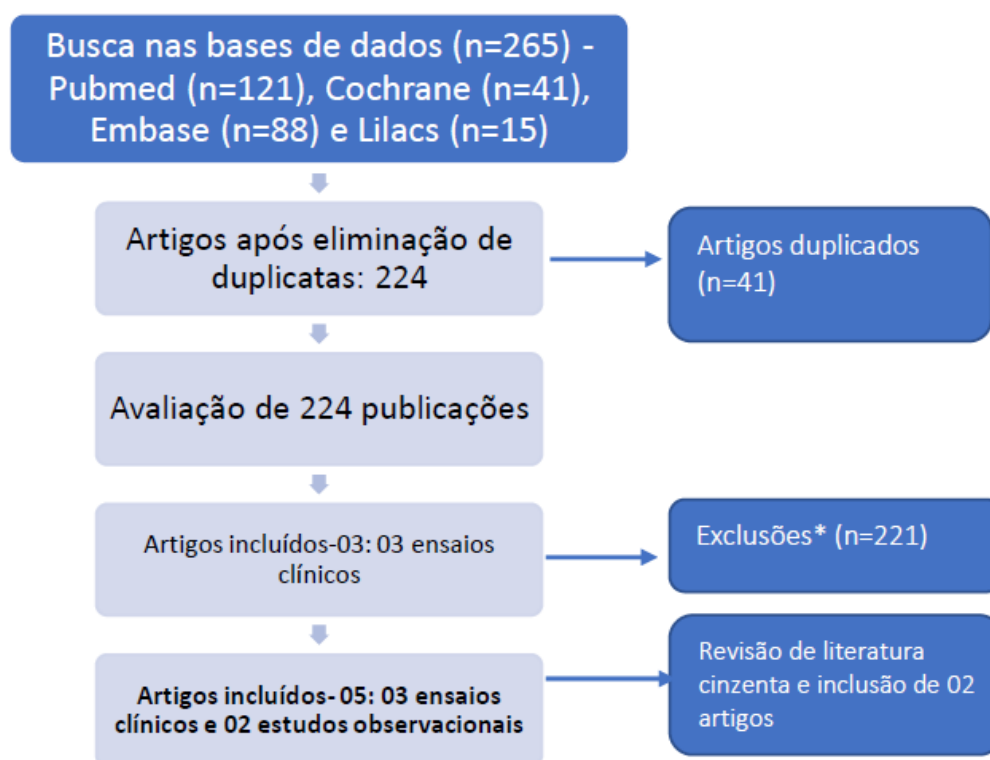 Busca nas bases de dados (n=265) -
Pubmed (n=121), Cochrane (n=41),
Embase (n=88) e Lilacs (n=15)
Artigos após eliminação de
duplicatas: 224
Artigos duplicados
(n=41)
Avaliação de 224 publicações
Artigos incluídos-03: 03 ensaios
clínicos
Exclusões* (n=221)
Artigos incluídos- 05: 03 ensaios
clínicos e 02 estudos observacionais
Revisão de literatura
cinzenta e inclusão de 02
artigos